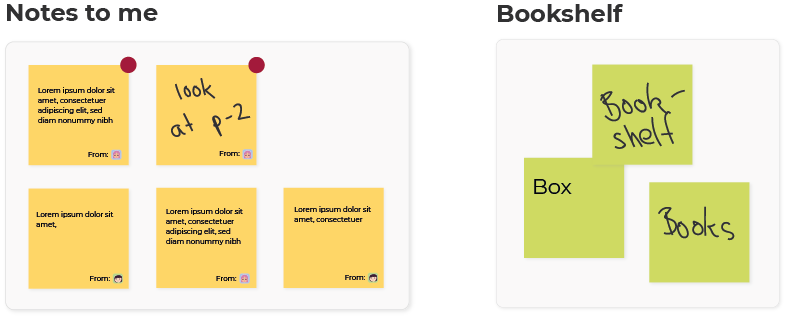 Notes to me
Lorem ipsum dolor sit
amet, consectetuer
adipiscing elit, sed
diam nonummy nibh
From:
look
at p-2
From:
Lorem ipsum dolor sit
amet,
From:
Lorem ipsum dolor sit
amet, consectetuer
adipiscing elit, sed
diam nonummy nibh
From:
Lorem ipsum dolor sit
amet, consectetuer
From:
Bookshelf
Book-
shelf
Box
Books